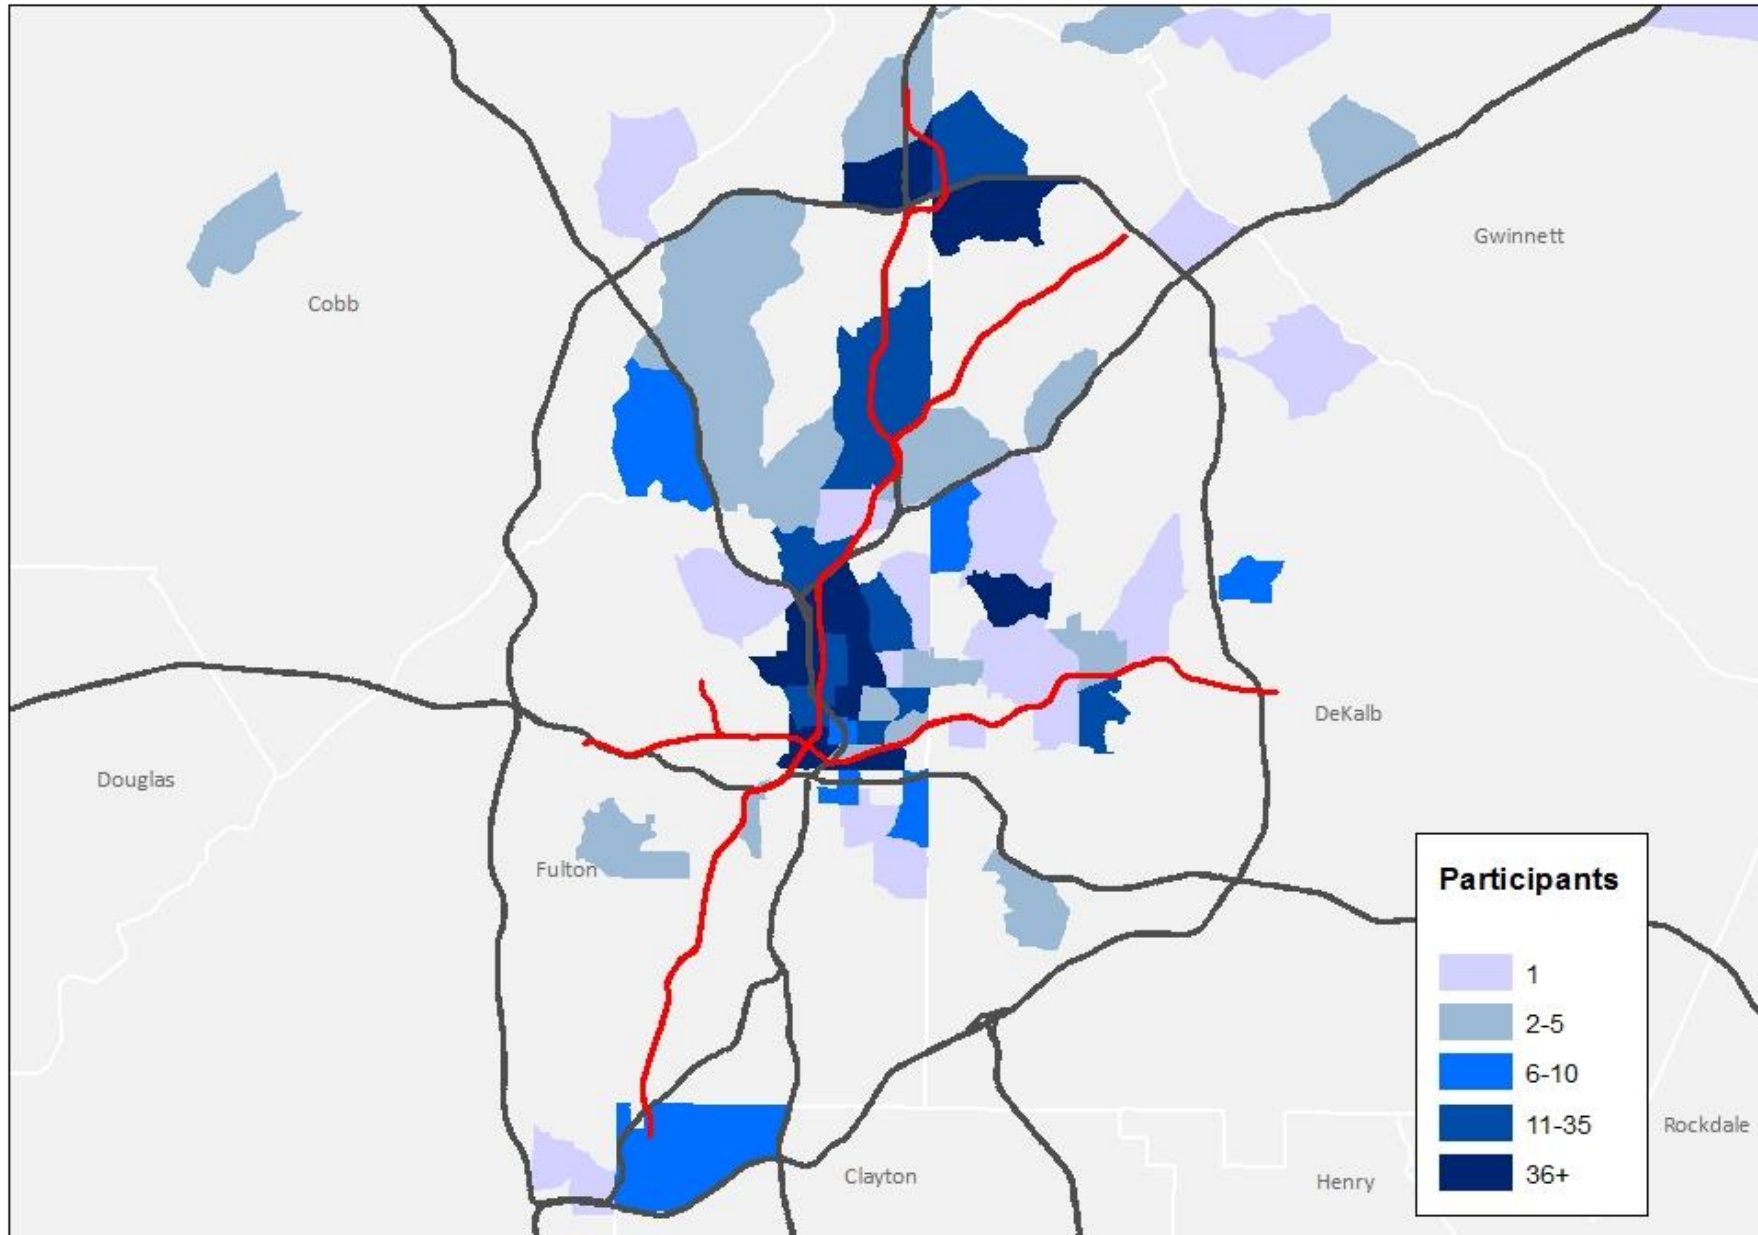 Gwinnett
Cobb
DeKalb
Douglas
Fulton
Participants
1
2-5
6-10
11-35
36+
Rockdale
Clayton
Henry